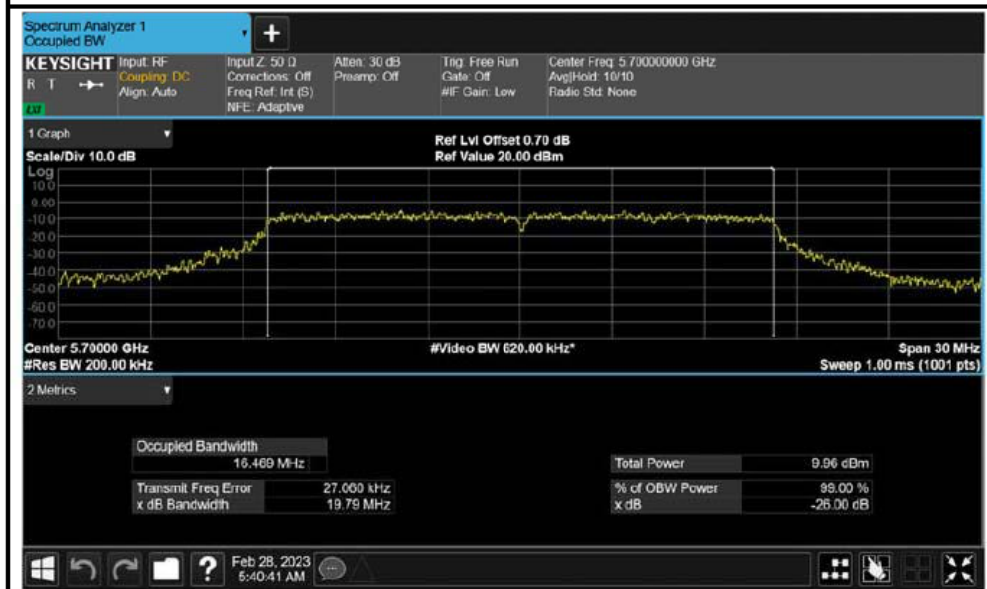 Spectrum Analyzer 1
Occupied BW
+
KEYSIGHT Input: RF Input Z: 50 Ω Atten: 30 dB Trig: Free Run Center Freq: 5.700000000 GHz
R T Coupling: DC Corrections: Off Preamp: Off Gate: Off Avg|Hold: 10/10
Align: Auto Freq Ref: Int (S) #IF Gain: Low Radio Std: None
NFE: Adaptive
1 Graph
Ref Lvl Offset 0.70 dB
Scale/Div 10.0 dB Ref Value 20.00 dBm
Log
10.0
0.00
-10.0
-20.0
-30.0
-40.0
-50.0
-60.0
-70.0
Center 5.70000 GHz #Video BW 620.00 kHz* Span 30 MHz
#Res BW 200.00 kHz Sweep 1.00 ms (1001 pts)
2 Metrics
Occupied Bandwidth
16.469 MHz Total Power 9.96 dBm
Transmit Freq Error 27.060 kHz % of OBW Power 99.00 %
x dB Bandwidth 19.79 MHz x dB -26.00 dB
? Feb 28, 2023
5:40:41 AM